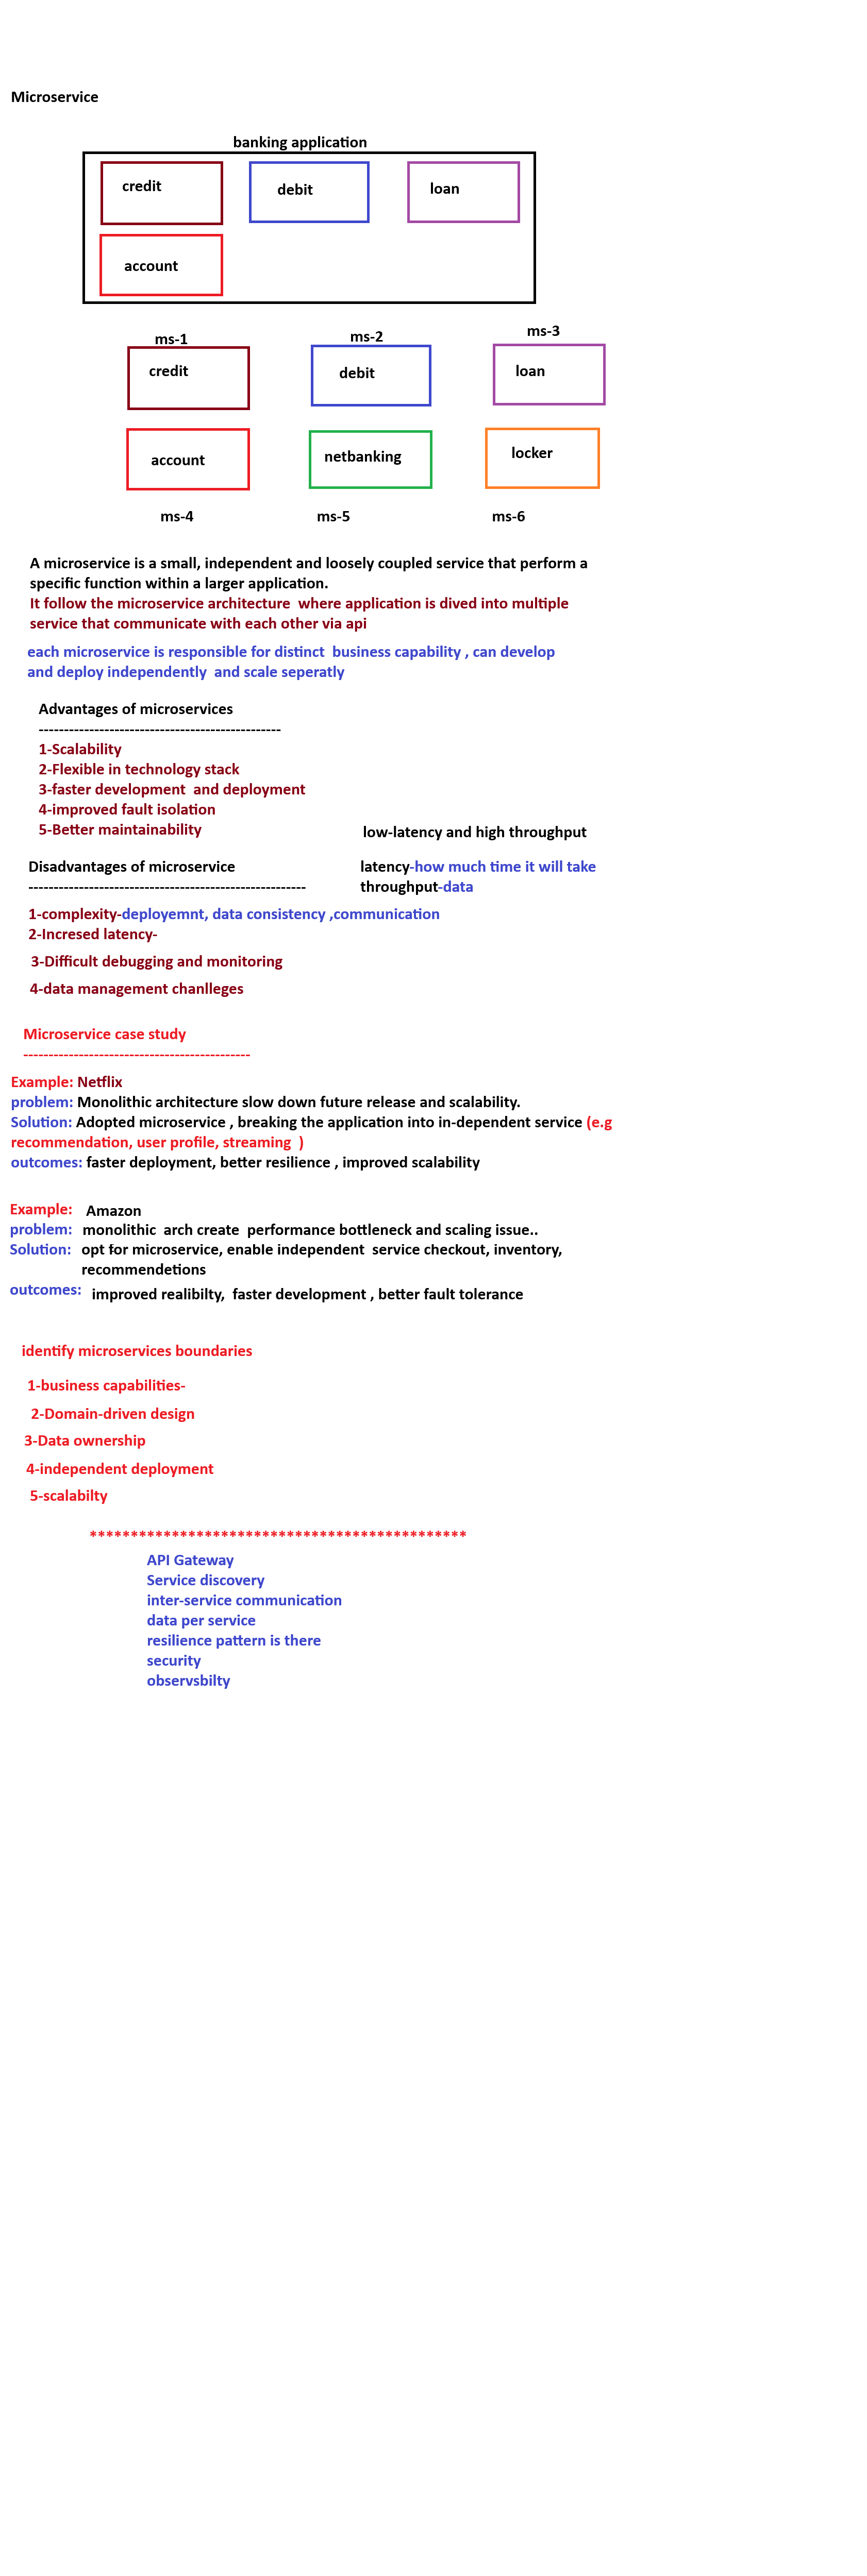 Microservice
banking application
credit
debit
loan
account
ms-1
ms-2
ms-3
credit
debit
loan
account
netbanking
locker
ms-4
ms-5
ms-6
A microservice is a small, independent and loosely coupled service that perform a
specific function within a larger application.
It follow the microservice architecture  where application is dived into multiple
service that communicate with each other via api
each microservice is responsible for distinct  business capability , can develop
and deploy independently  and scale seperatly
Advantages of microservices
------------------------------------------------
1-Scalability
2-Flexible in technology stack
3-faster development  and deployment
4-improved fault isolation
5-Better maintainability
low-latency and high throughput
Disadvantages of microservice
-------------------------------------------------------
latency-how much time it will take
throughput-data
1-complexity-deployemnt, data consistency ,communication
2-Incresed latency-
3-Difficult debugging and monitoring
4-data management chanlleges
Microservice case study
---------------------------------------------
Example: Netflix
problem: Monolithic architecture slow down future release and scalability.
Solution: Adopted microservice , breaking the application into in-dependent service (e.g
recommendation, user profile, streaming  )
outcomes: faster deployment, better resilience , improved scalability
Example: Amazon
problem: monolithic  arch create  performance bottleneck and scaling issue..
Solution: opt for microservice, enable independent  service checkout, inventory,
recommendetions
outcomes: improved realibilty,  faster development , better fault tolerance
identify microservices boundaries
1-business capabilities-
2-Domain-driven design
3-Data ownership
4-independent deployment
5-scalabilty
**********************************************
API Gateway
Service discovery
inter-service communication
data per service
resilience pattern is there
security
observsbilty